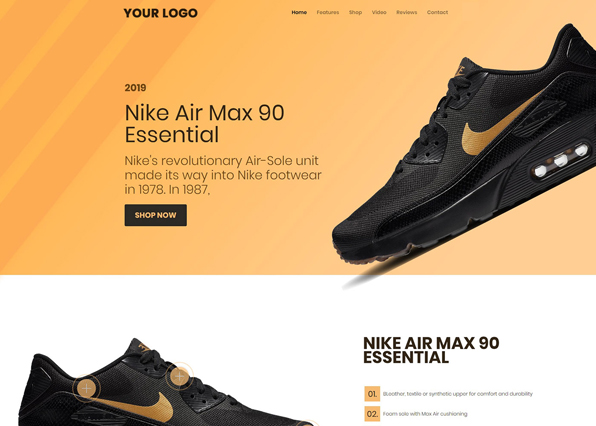 YOUR LOGO
Home Features Shop Video Reviews Contact
2019
Nike Air Max 90
Essential
Nike's revolutionary Air-Sole unit
made its way into Nike footwear
in 1978. In 1987,
SHOP NOW
NIKE AIR MAX 90
ESSENTIAL
01. BLeather, textile or synthetic upper for comfort and durability
02. Foam sole with Max Air cushioning